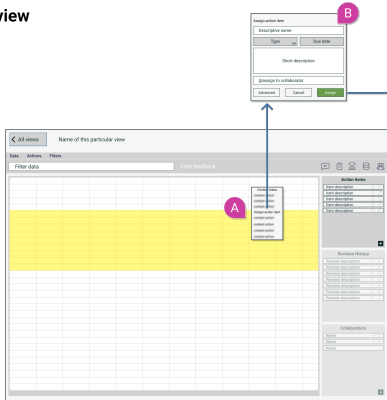 view
B
Assign action item
Descriptive name
Type
Due date
Short description
@assign to collaborator
Advanced
Cancel
Assign
All views
Name of this particular view
Data Actions Filters
Filter data
Filter feedback
Action items
Item description
Item description
Item description
Item description
Item description
A
Context menu
context action
context action
context action
Assign action item
context action
context action
context action
context action
Revision History
Revision description
Revision description
Revision description
Revision description
Revision description
Revision description
Collaborators
Name
Name
Name